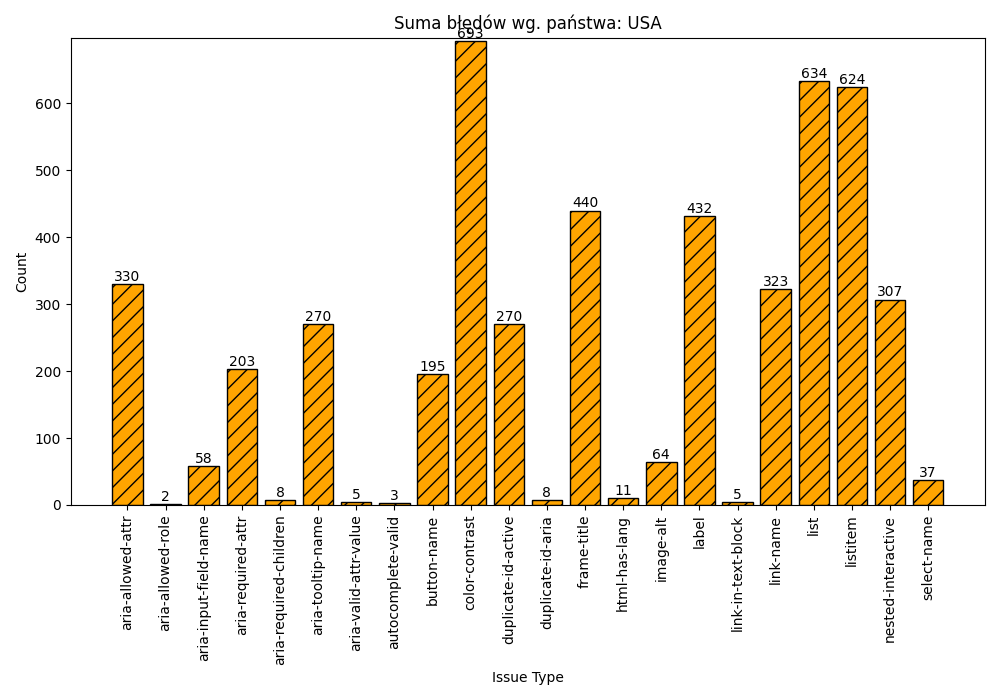 Suma błędów wg. państwa: USA
Count
600
500
400
300
200
100
0
330
2
58
203
8
270
5
3
195
693
270
8
440
11
64
432
5
323
634
624
307
37
aria-allowed-attr
aria-allowed-role
aria-input-field-name
aria-required-attr
aria-required-children
aria-tooltip-name
aria-valid-attr-value
autocomplete-valid
button-name
color-contrast
duplicate-id-active
duplicate-id-aria
frame-title
html-has-lang
image-alt
label
link-in-text-block
link-name
list
listitem
nested-interactive
select-name
Issue Type